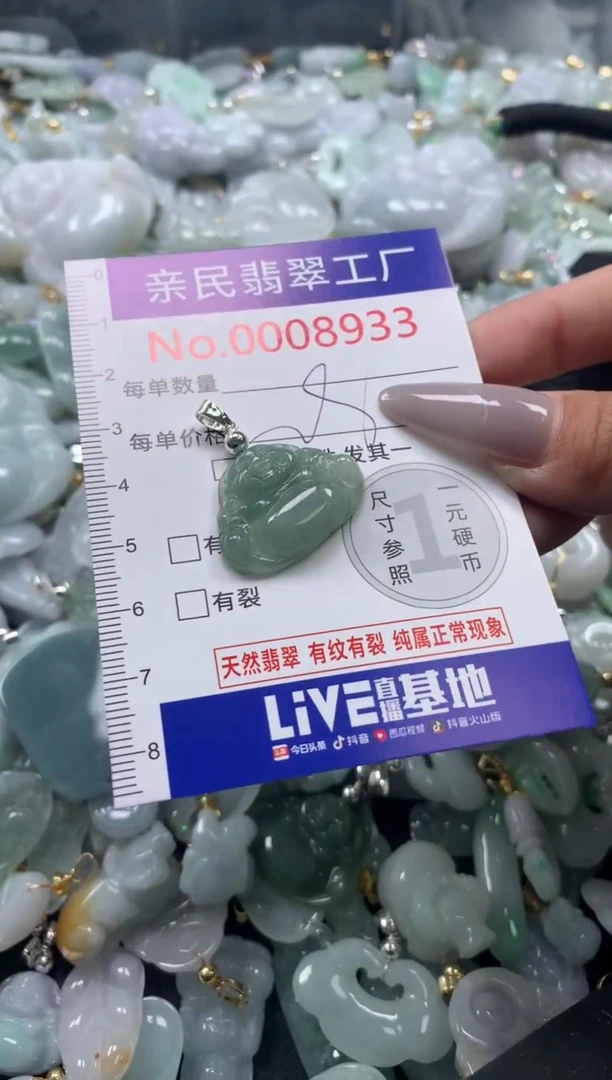 亲民翡翠工厂
No.0008933
每单数量
每单价格
发其一
有
有裂
尺寸参照
1
一元硬币
天然翡翠 有纹有裂 纯属正常现象
LiVE直播基地
今日头条 抖音 西瓜视频 抖音火山版
0
1
2
3
4
5
6
7
8